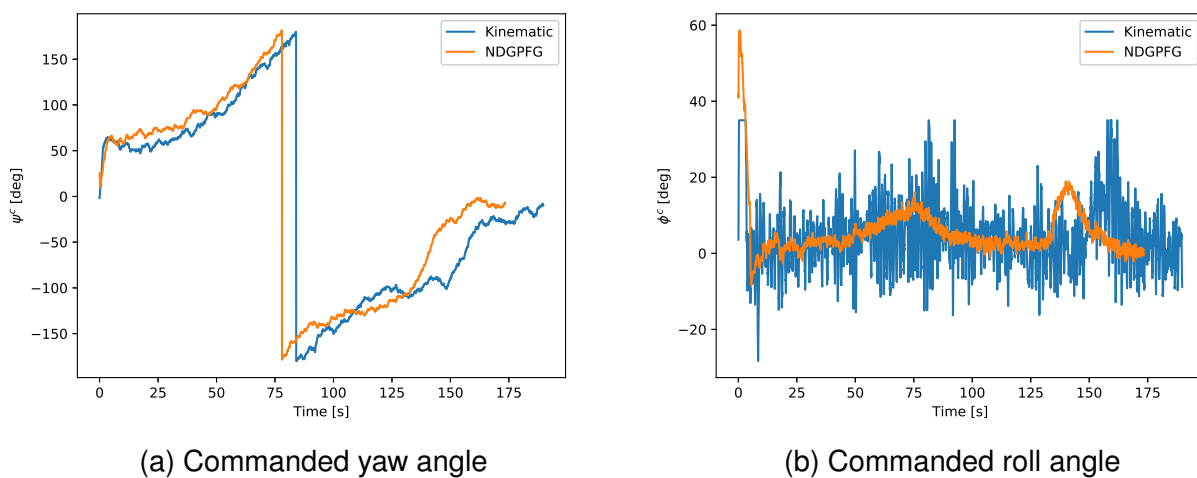 150
100
50
0
−50
−100
−150
ψᶜ [deg]
0 25 50 75 100 125 150 175
Time [s]
Kinematic
NDGPFG
(a) Commanded yaw angle
60
40
20
0
−20
ϕᶜ [deg]
0 25 50 75 100 125 150 175
Time [s]
Kinematic
NDGPFG
(b) Commanded roll angle